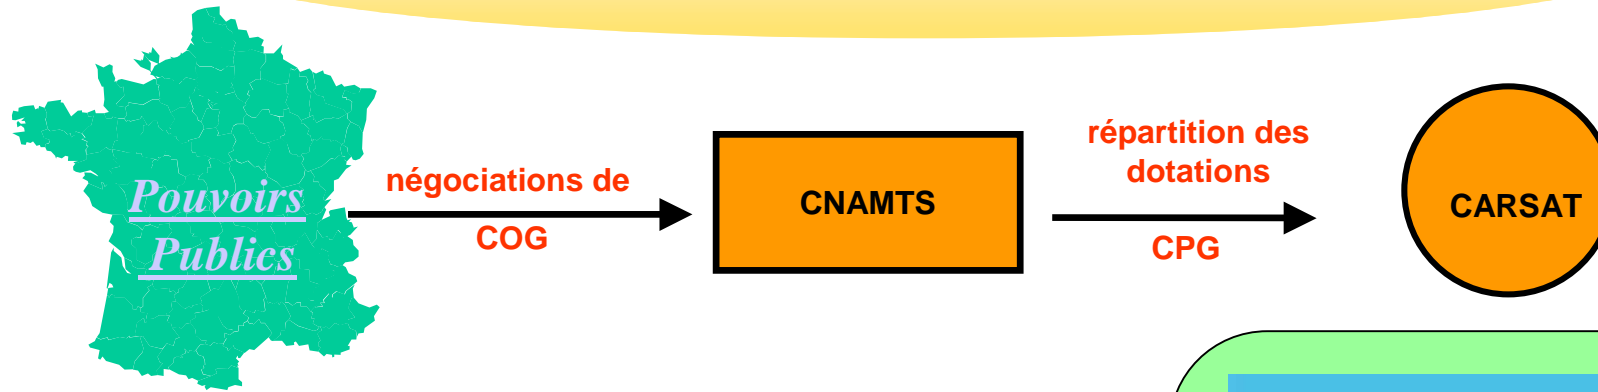 Pouvoirs
Publics
négociations de
COG
CNAMTS
répartition des
dotations
CPG
CARSAT